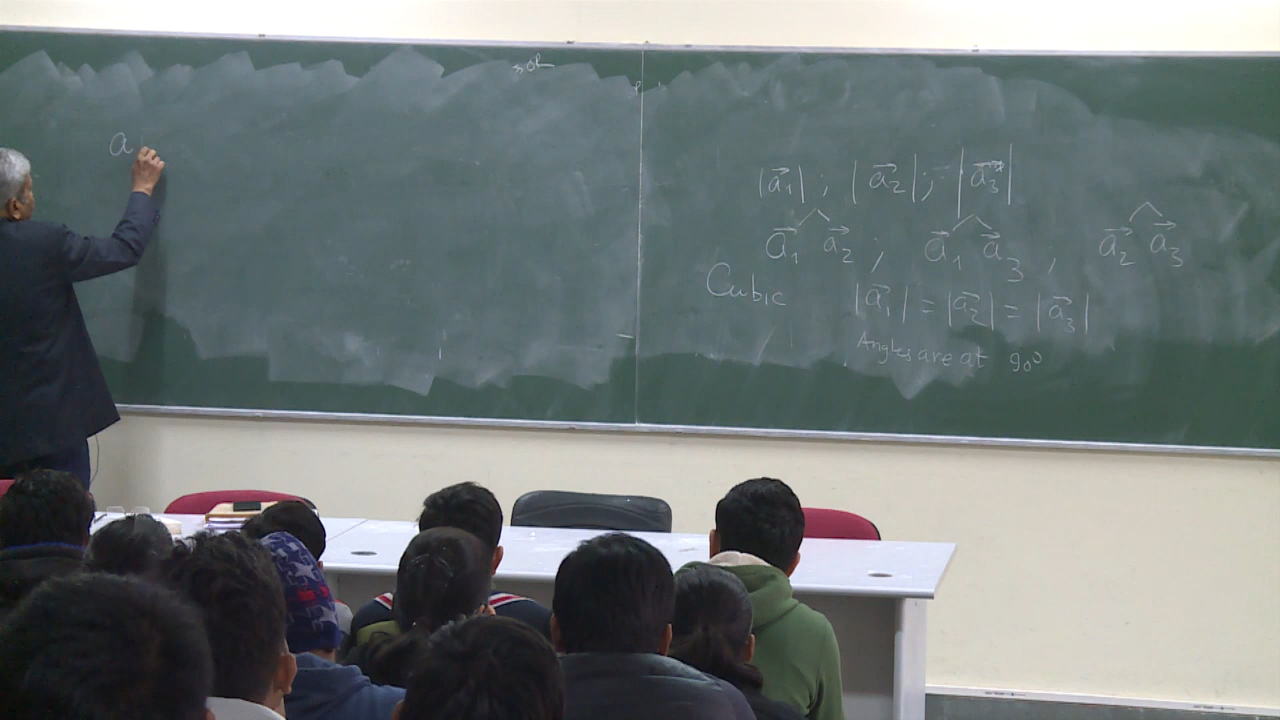 a
|a⃗₁| ; |a⃗₂| ; |a⃗₃|
a⃗₁^a⃗₂ ; a⃗₁^a⃗₃ , a⃗₂^a⃗₃
Cubic |a⃗₁| = |a⃗₂| = |a⃗₃|
Angles are at 90°